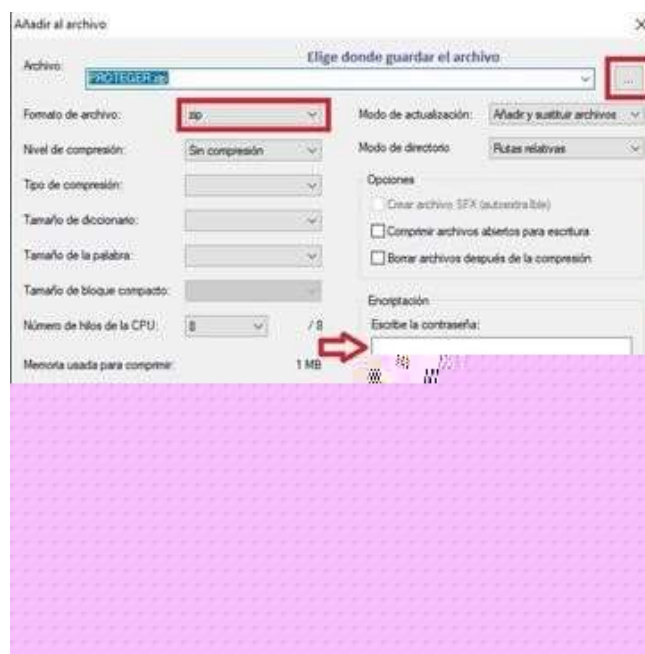 Añadir al archivo
Elige donde guardar el archivo
Archivo:
PROTEGER.zip
...
Formato de archivo:
zip
Modo de actualización:
Añadir y sustituir archivos
Nivel de compresión:
Sin compresión
Modo de directorio
Rutas relativas
Tipo de compresión:
Opciones
Crear archivo SFX (autoextraíble)
Tamaño de diccionario:
Comprimir archivos abiertos para escritura
Tamaño de la palabra:
Borrar archivos después de la compresión
Tamaño de bloque compacto:
Encriptación
Número de hilos de la CPU:
8
/ 8
Escribe la contraseña:
Memoria usada para comprimir:
1 MB